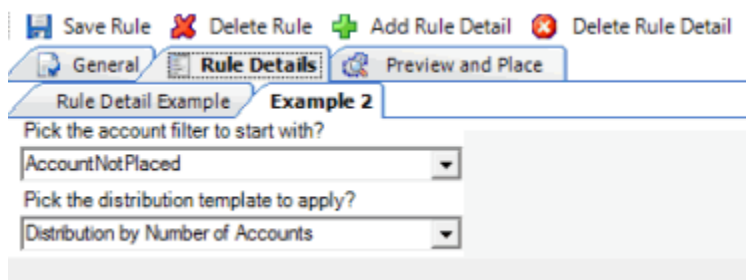 Save Rule Delete Rule Add Rule Detail Delete Rule Detail
General Rule Details Preview and Place
Rule Detail Example Example 2
Pick the account filter to start with?
AccountNotPlaced
Pick the distribution template to apply?
Distribution by Number of Accounts